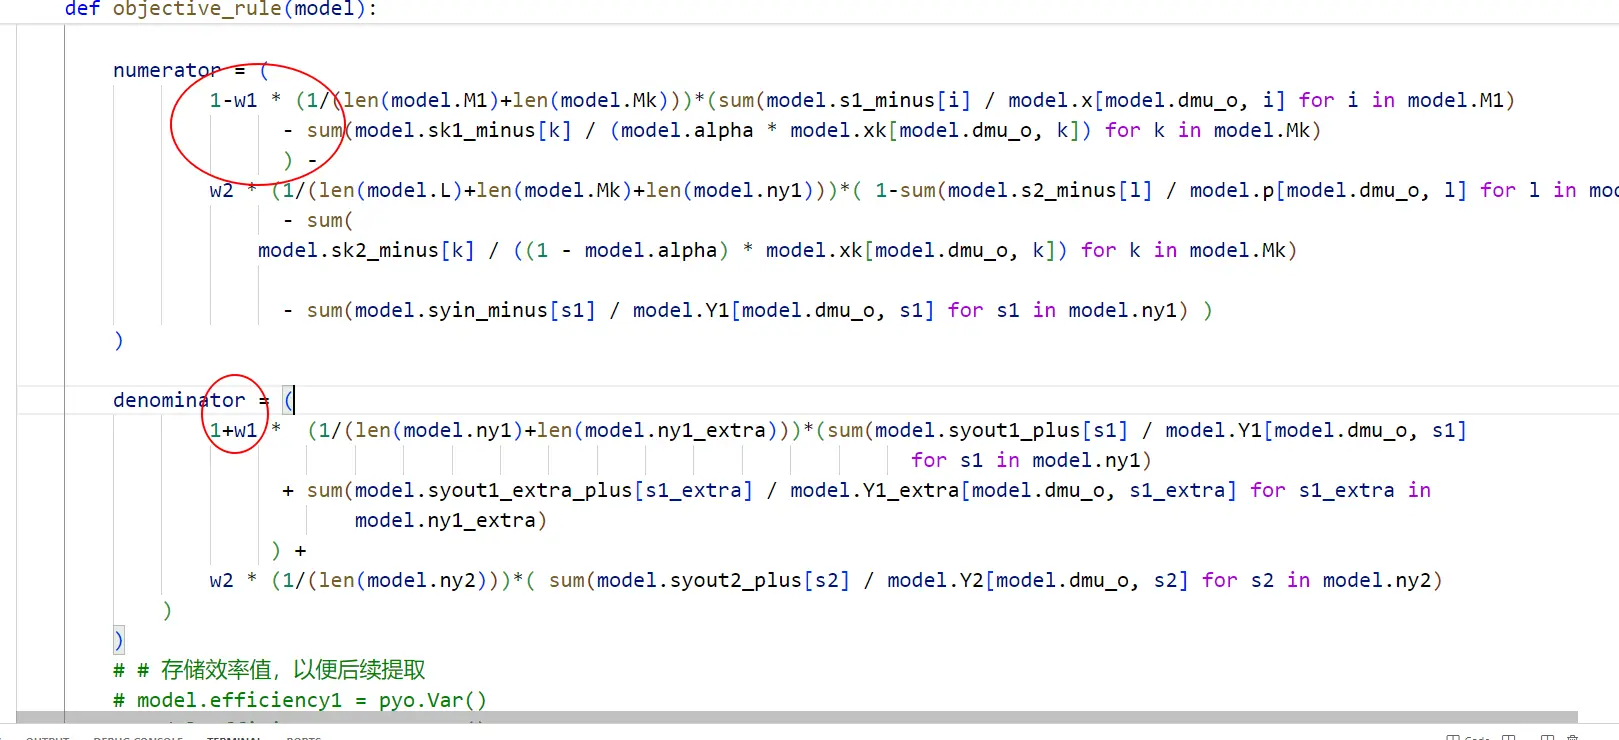 def objective_rule(model):
numerator = (
1-w1 * (1/(len(model.M1)+len(model.Mk)))*(sum(model.s1_minus[i] / model.x[model.dmu_o, i] for i in model.M1)
- sum(model.sk1_minus[k] / (model.alpha * model.xk[model.dmu_o, k]) for k in model.Mk)
) -
w2 * (1/(len(model.L)+len(model.Mk)+len(model.ny1)))*( 1-sum(model.s2_minus[l] / model.p[model.dmu_o, l] for l in mod
- sum(
model.sk2_minus[k] / ((1 - model.alpha) * model.xk[model.dmu_o, k]) for k in model.Mk)
- sum(model.syin_minus[s1] / model.Y1[model.dmu_o, s1] for s1 in model.ny1) )
)
denominator = (
1+w1 * (1/(len(model.ny1)+len(model.ny1_extra)))*(sum(model.syout1_plus[s1] / model.Y1[model.dmu_o, s1]
for s1 in model.ny1)
+ sum(model.syout1_extra_plus[s1_extra] / model.Y1_extra[model.dmu_o, s1_extra] for s1_extra in
model.ny1_extra)
) +
w2 * (1/(len(model.ny2)))*( sum(model.syout2_plus[s2] / model.Y2[model.dmu_o, s2] for s2 in model.ny2)
)
)
# # 存储效率值，以便后续提取
# model.efficiency1 = pyo.Var()
OUTPUT DEBUG CONSOLE TERMINAL PORTS